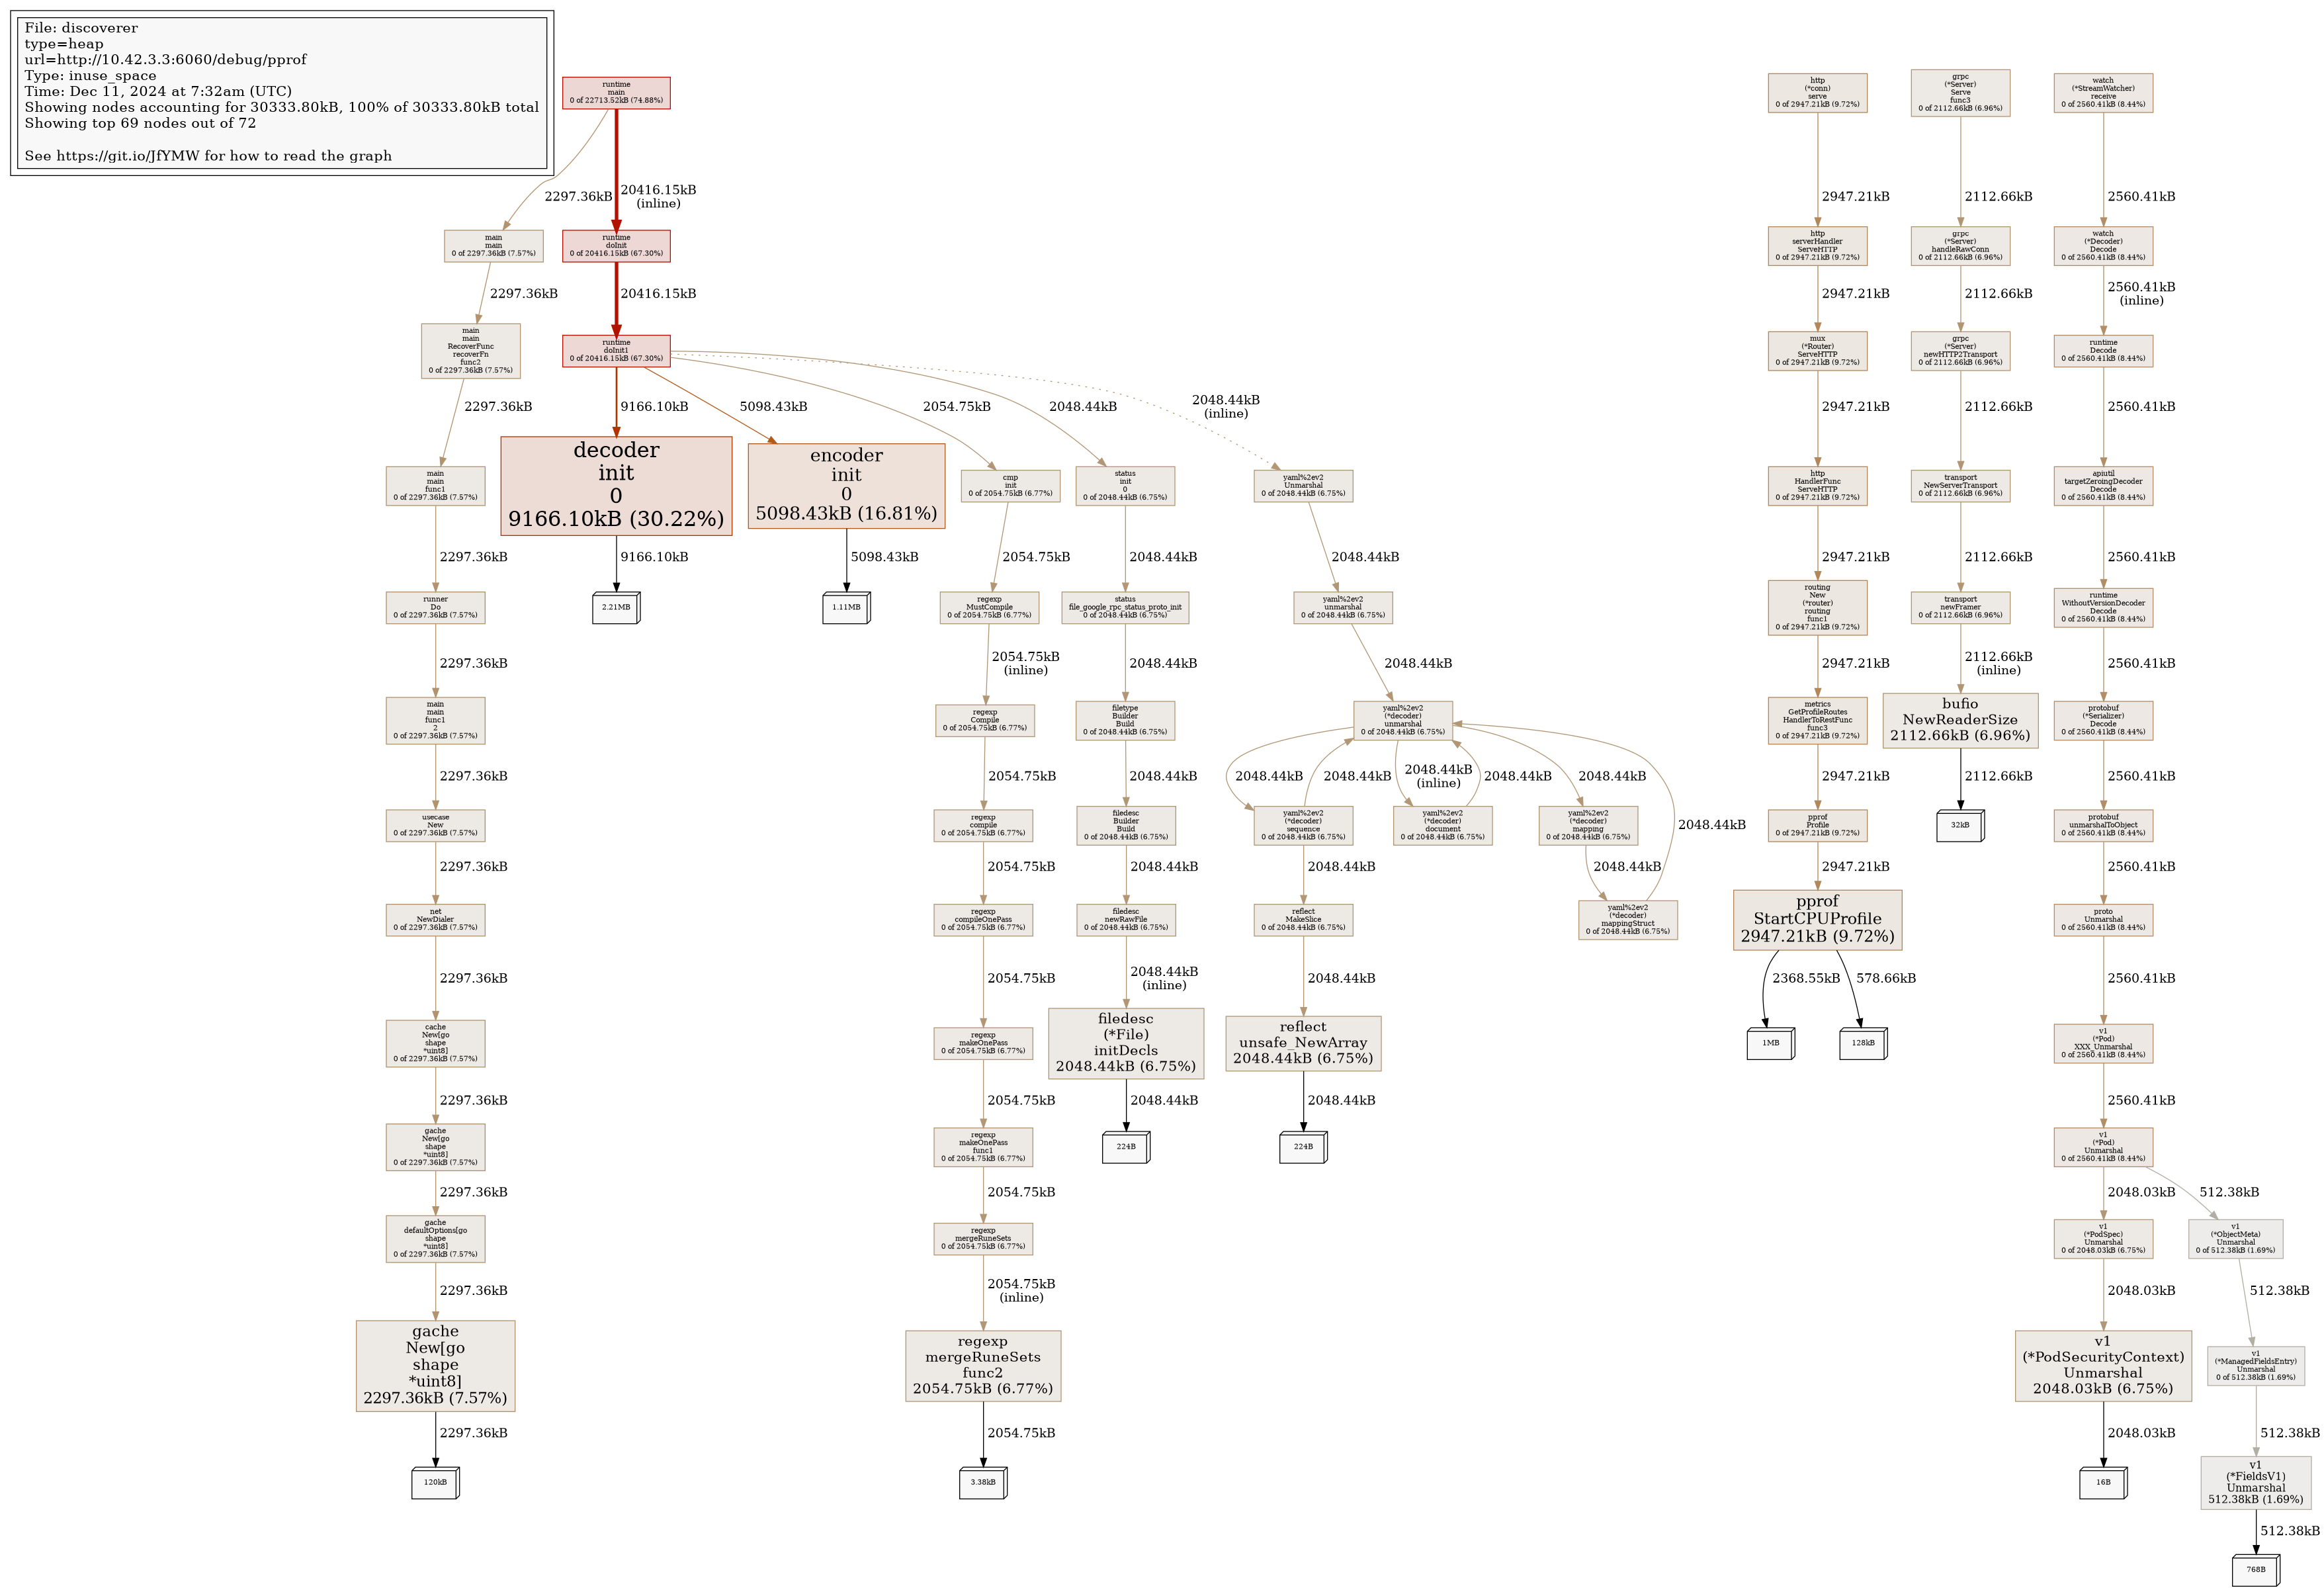 File: discoverer
type=heap
url=http://10.42.3.3:6060/debug/pprof
Type: inuse_space
Time: Dec 11, 2024 at 7:32am (UTC)
Showing nodes accounting for 30333.80kB, 100% of 30333.80kB total
Showing top 69 nodes out of 72
See https://git.io/JfYMW for how to read the graph
runtime
main
0 of 22713.52kB (74.88%)
2297.36kB
20416.15kB
(inline)
main
main
0 of 2297.36kB (7.57%)
runtime
doInit
0 of 20416.15kB (67.30%)
2297.36kB
20416.15kB
main
main
RecoverFunc
recoverFn
func2
0 of 2297.36kB (7.57%)
runtime
doInit1
0 of 20416.15kB (67.30%)
2297.36kB
9166.10kB
5098.43kB
2054.75kB
2048.44kB
2048.44kB
(inline)
main
main
func1
0 of 2297.36kB (7.57%)
2297.36kB
runner
Do
0 of 2297.36kB (7.57%)
2297.36kB
main
main
func1
2
0 of 2297.36kB (7.57%)
2297.36kB
usecase
New
0 of 2297.36kB (7.57%)
2297.36kB
net
NewDialer
0 of 2297.36kB (7.57%)
2297.36kB
cache
New[go
shape
*uint8]
0 of 2297.36kB (7.57%)
2297.36kB
gache
New[go
shape
*uint8]
0 of 2297.36kB (7.57%)
2297.36kB
gache
defaultOptions[go
shape
*uint8]
0 of 2297.36kB (7.57%)
2297.36kB
gache
New[go
shape
*uint8]
2297.36kB (7.57%)
2297.36kB
120kB
decoder
init
0
9166.10kB (30.22%)
9166.10kB
2.21MB
encoder
init
0
5098.43kB (16.81%)
5098.43kB
1.11MB
cmp
init
0 of 2054.75kB (6.77%)
2054.75kB
regexp
MustCompile
0 of 2054.75kB (6.77%)
2054.75kB
(inline)
regexp
Compile
0 of 2054.75kB (6.77%)
2054.75kB
regexp
compile
0 of 2054.75kB (6.77%)
2054.75kB
regexp
compileOnePass
0 of 2054.75kB (6.77%)
2054.75kB
regexp
makeOnePass
0 of 2054.75kB (6.77%)
2054.75kB
regexp
makeOnePass
func1
0 of 2054.75kB (6.77%)
2054.75kB
regexp
mergeRuneSets
0 of 2054.75kB (6.77%)
2054.75kB
(inline)
regexp
mergeRuneSets
func2
2054.75kB (6.77%)
2054.75kB
3.38kB
status
init
0
0 of 2048.44kB (6.75%)
2048.44kB
status
file_google_rpc_status_proto_init
0 of 2048.44kB (6.75%)
2048.44kB
filetype
Builder
Build
0 of 2048.44kB (6.75%)
2048.44kB
filedesc
Builder
Build
0 of 2048.44kB (6.75%)
2048.44kB
filedesc
newRawFile
0 of 2048.44kB (6.75%)
2048.44kB
(inline)
filedesc
(*File)
initDecls
2048.44kB (6.75%)
2048.44kB
224B
yaml%2ev2
Unmarshal
0 of 2048.44kB (6.75%)
2048.44kB
yaml%2ev2
unmarshal
0 of 2048.44kB (6.75%)
2048.44kB
yaml%2ev2
(*decoder)
unmarshal
0 of 2048.44kB (6.75%)
2048.44kB
2048.44kB
2048.44kB
(inline)
2048.44kB
2048.44kB
yaml%2ev2
(*decoder)
sequence
0 of 2048.44kB (6.75%)
yaml%2ev2
(*decoder)
document
0 of 2048.44kB (6.75%)
yaml%2ev2
(*decoder)
mapping
0 of 2048.44kB (6.75%)
2048.44kB
2048.44kB
2048.44kB
reflect
MakeSlice
0 of 2048.44kB (6.75%)
yaml%2ev2
(*decoder)
mappingStruct
0 of 2048.44kB (6.75%)
2048.44kB
reflect
unsafe_NewArray
2048.44kB (6.75%)
2048.44kB
224B
http
(*conn)
serve
0 of 2947.21kB (9.72%)
2947.21kB
http
serverHandler
ServeHTTP
0 of 2947.21kB (9.72%)
2947.21kB
mux
(*Router)
ServeHTTP
0 of 2947.21kB (9.72%)
2947.21kB
http
HandlerFunc
ServeHTTP
0 of 2947.21kB (9.72%)
2947.21kB
routing
New
(*router)
routing
func1
0 of 2947.21kB (9.72%)
2947.21kB
metrics
GetProfileRoutes
HandlerToRestFunc
func3
0 of 2947.21kB (9.72%)
2947.21kB
pprof
Profile
0 of 2947.21kB (9.72%)
2947.21kB
pprof
StartCPUProfile
2947.21kB (9.72%)
2368.55kB
578.66kB
1MB
128kB
grpc
(*Server)
Serve
func3
0 of 2112.66kB (6.96%)
2112.66kB
grpc
(*Server)
handleRawConn
0 of 2112.66kB (6.96%)
2112.66kB
grpc
(*Server)
newHTTP2Transport
0 of 2112.66kB (6.96%)
2112.66kB
transport
NewServerTransport
0 of 2112.66kB (6.96%)
2112.66kB
transport
newFramer
0 of 2112.66kB (6.96%)
2112.66kB
(inline)
bufio
NewReaderSize
2112.66kB (6.96%)
2112.66kB
32kB
watch
(*StreamWatcher)
receive
0 of 2560.41kB (8.44%)
2560.41kB
watch
(*Decoder)
Decode
0 of 2560.41kB (8.44%)
2560.41kB
(inline)
runtime
Decode
0 of 2560.41kB (8.44%)
2560.41kB
apiutil
targetZeroingDecoder
Decode
0 of 2560.41kB (8.44%)
2560.41kB
runtime
WithoutVersionDecoder
Decode
0 of 2560.41kB (8.44%)
2560.41kB
protobuf
(*Serializer)
Decode
0 of 2560.41kB (8.44%)
2560.41kB
protobuf
unmarshalToObject
0 of 2560.41kB (8.44%)
2560.41kB
proto
Unmarshal
0 of 2560.41kB (8.44%)
2560.41kB
v1
(*Pod)
XXX_Unmarshal
0 of 2560.41kB (8.44%)
2560.41kB
v1
(*Pod)
Unmarshal
0 of 2560.41kB (8.44%)
2048.03kB
512.38kB
v1
(*PodSpec)
Unmarshal
0 of 2048.03kB (6.75%)
2048.03kB
v1
(*PodSecurityContext)
Unmarshal
2048.03kB (6.75%)
2048.03kB
16B
v1
(*ObjectMeta)
Unmarshal
0 of 512.38kB (1.69%)
512.38kB
v1
(*ManagedFieldsEntry)
Unmarshal
0 of 512.38kB (1.69%)
512.38kB
v1
(*FieldsV1)
Unmarshal
512.38kB (1.69%)
512.38kB
768B